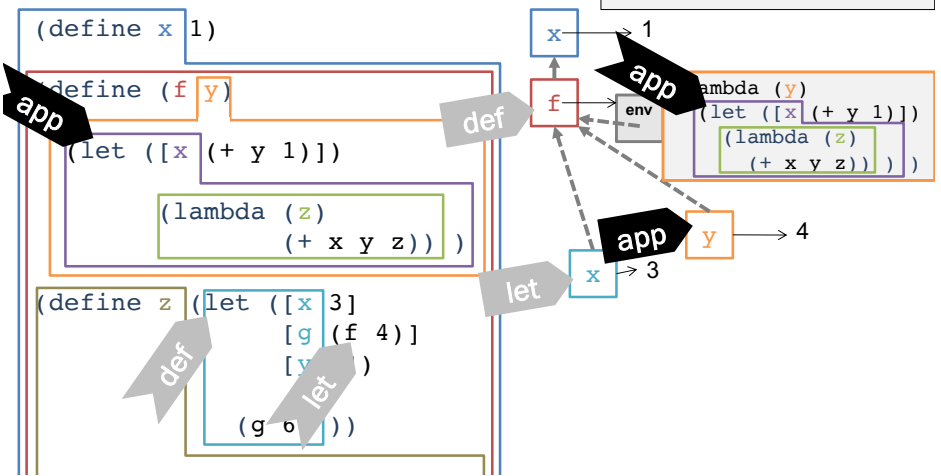 (define x 1)
define (f y)
(let ([x (+ y 1)])
(lambda (z)
(+ x y z)) )
(define z (let ([x 3]
[g (f 4)]
[y )
(g 6 ))
app
def
let
x 1
f
env
def
app
ambda (y)
(let ([x (+ y 1)])
(lambda (z)
(+ x y z)) ) )
app
y 4
x 3
let